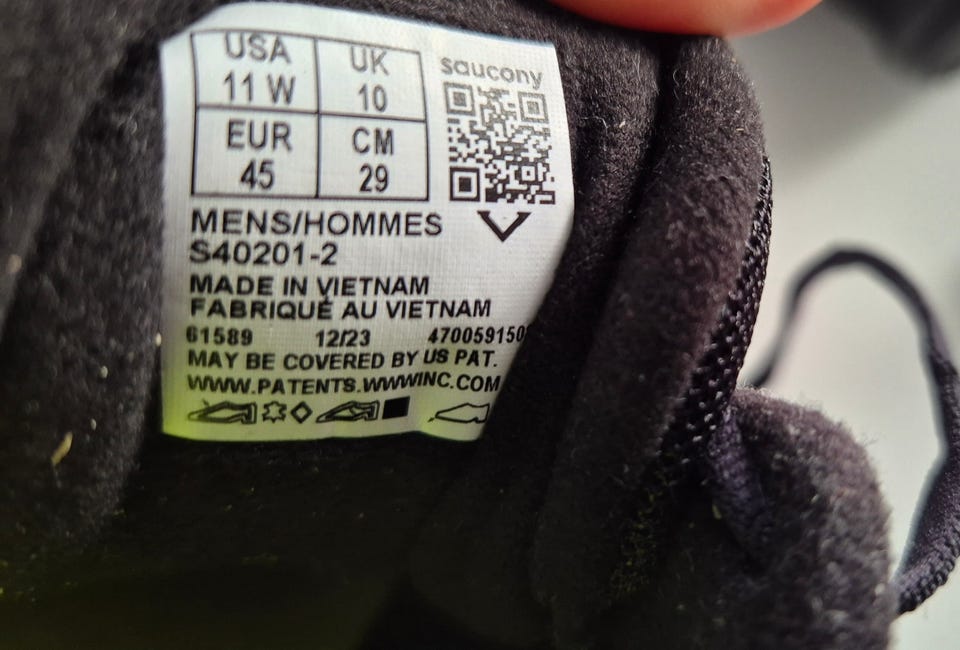 USA UK
11 W 10
EUR CM
45 29
saucony
MENS/HOMMES
S40201-2
MADE IN VIETNAM
FABRIQUÉ AU VIETNAM
61589 12/23
MAY BE COVERED BY US PAT.
WWW.PATENTS.WWWINC.COM